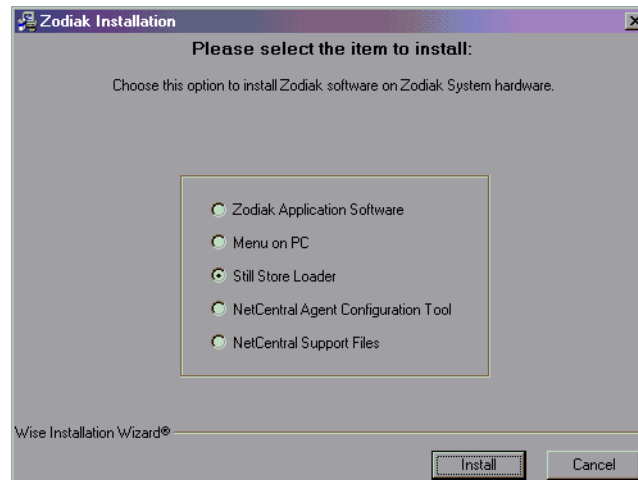 Zodiak Installation
Please select the item to install:
Choose this option to install Zodiak software on Zodiak System hardware.
Zodiak Application Software
Menu on PC
Still Store Loader
NetCentral Agent Configuration Tool
NetCentral Support Files
Wise Installation Wizard®
Install Cancel